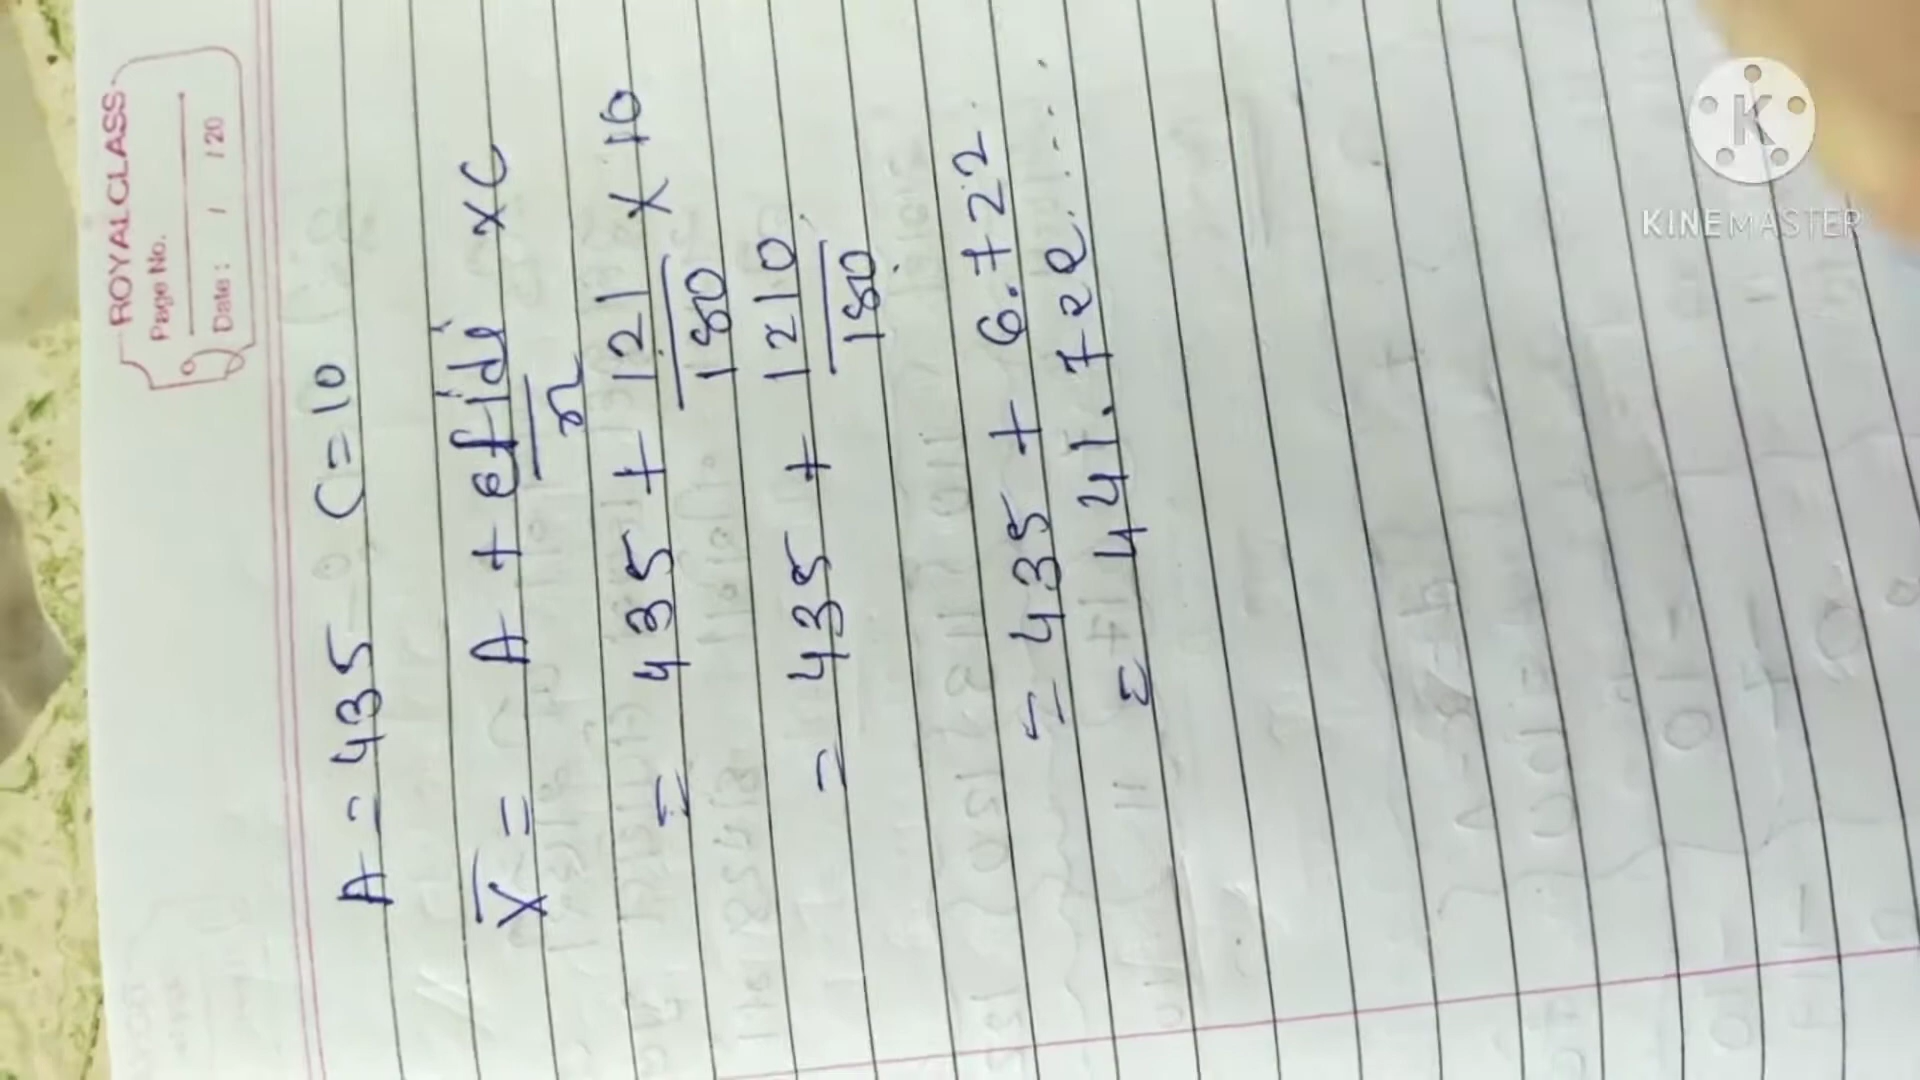 ROYAL CLASS
Page No.
Date : / / 20
A = 435 C = 10
X̅ = A + εfidi/n × C
= 435 + 121/180 × 10
= 435 + 1210/180
= 435 + 6.722
= 441.722....
K
KINEMASTER